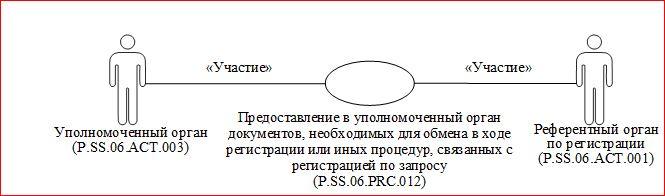 «Участие»
«Участие»
Уполномоченный орган
(P.SS.06.ACT.003)
Предоставление в уполномоченный орган
документов, необходимых для обмена в ходе
регистрации или иных процедур, связанных с
регистрацией по запросу
(P.SS.06.PRC.012)
Референтный орган
по регистрации
(P.SS.06.ACT.001)